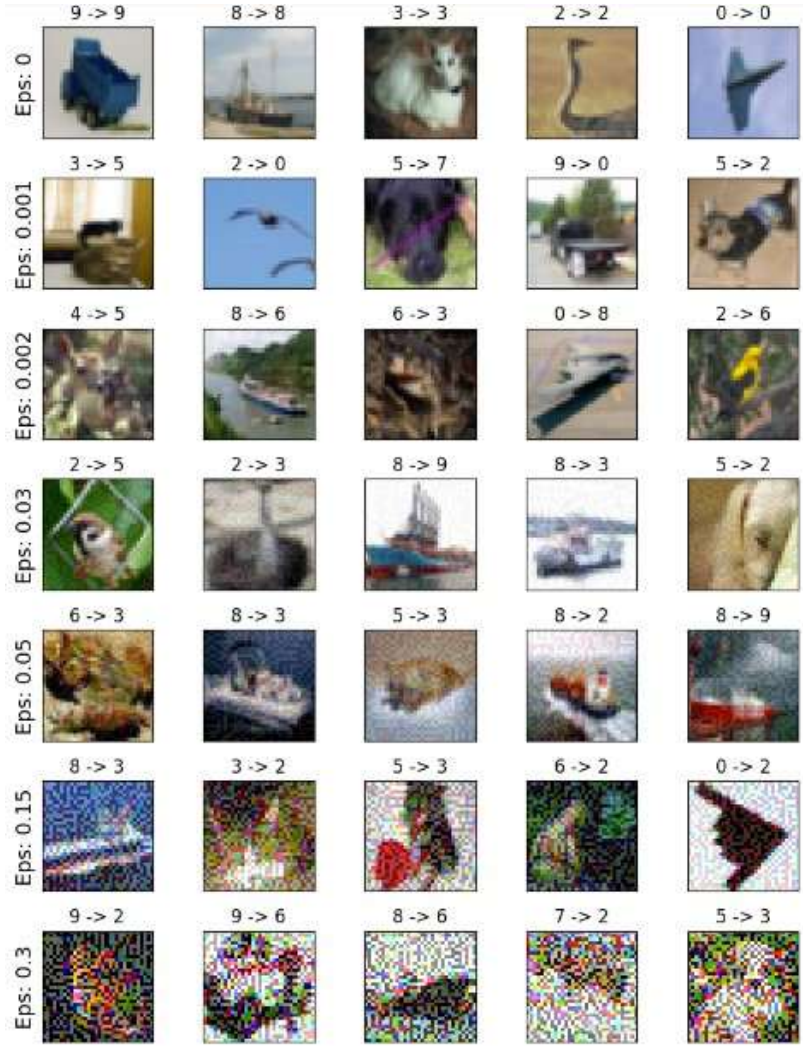 9 -> 9 8 -> 8 3 -> 3 2 -> 2 0 -> 0
Eps: 0
3 -> 5 2 -> 0 5 -> 7 9 -> 0 5 -> 2
Eps: 0.001
4 -> 5 8 -> 6 6 -> 3 0 -> 8 2 -> 6
Eps: 0.002
2 -> 5 2 -> 3 8 -> 9 8 -> 3 5 -> 2
Eps: 0.03
6 -> 3 8 -> 3 5 -> 3 8 -> 2 8 -> 9
Eps: 0.05
8 -> 3 3 -> 2 5 -> 3 6 -> 2 0 -> 2
Eps: 0.15
9 -> 2 9 -> 6 8 -> 6 7 -> 2 5 -> 3
Eps: 0.3